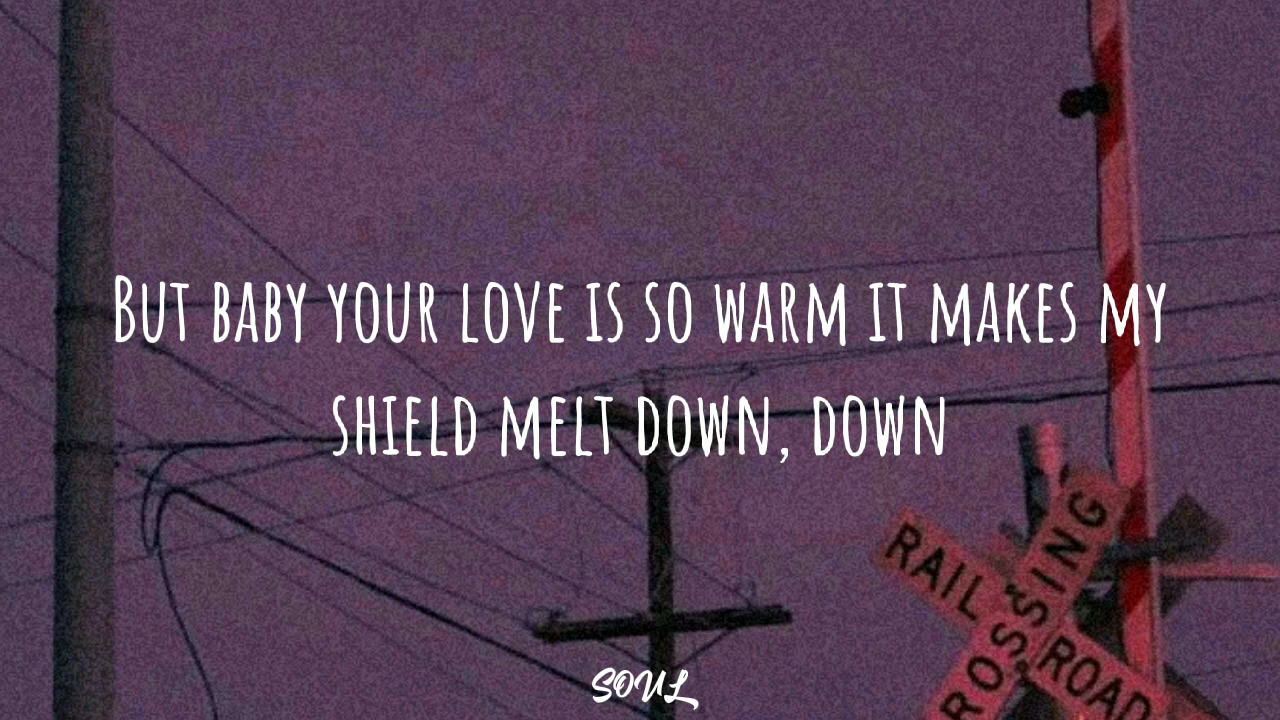 But baby your love is so warm it makes my
shield melt down, down
RAIL ROAD
CROSSING
SOUL